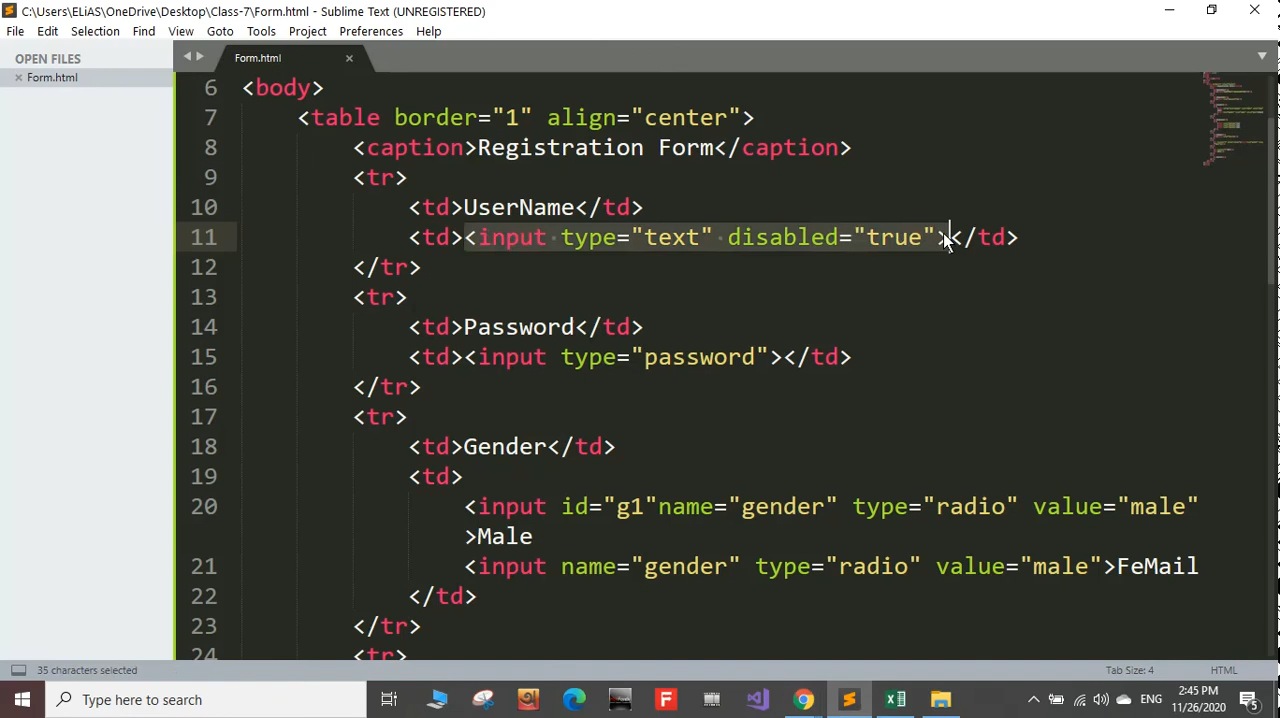 C:\Users\ELiAS\OneDrive\Desktop\Class-7\Form.html - Sublime Text (UNREGISTERED)
File Edit Selection Find View Goto Tools Project Preferences Help
OPEN FILES
Form.html
Form.html
6 <body>
7 <table border="1" align="center">
8 <caption>Registration Form</caption>
9 <tr>
10 <td>UserName</td>
11 <td><input type="text" disabled="true"></td>
12 </tr>
13 <tr>
14 <td>Password</td>
15 <td><input type="password"></td>
16 </tr>
17 <tr>
18 <td>Gender</td>
19 <td>
20 <input id="g1"name="gender" type="radio" value="male"
>Male
21 <input name="gender" type="radio" value="male">FeMail
22 </td>
23 </tr>
24 <tr>
35 characters selected Tab Size: 4 HTML
Type here to search
ENG
2:45 PM
11/26/2020
5